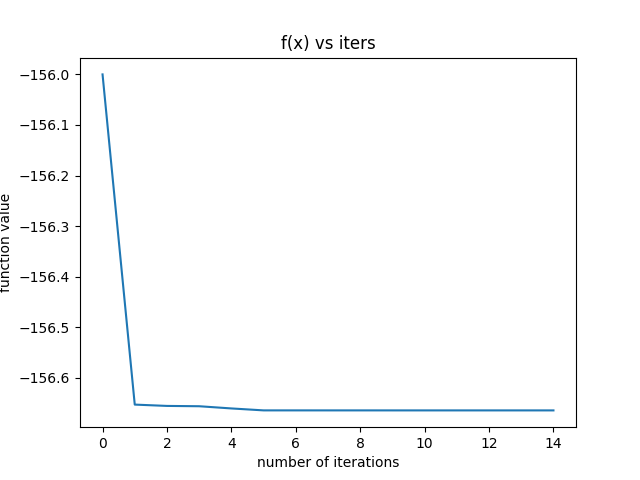 f(x) vs iters
−156.0
−156.1
−156.2
−156.3
−156.4
−156.5
−156.6
function value
0 2 4 6 8 10 12 14
number of iterations